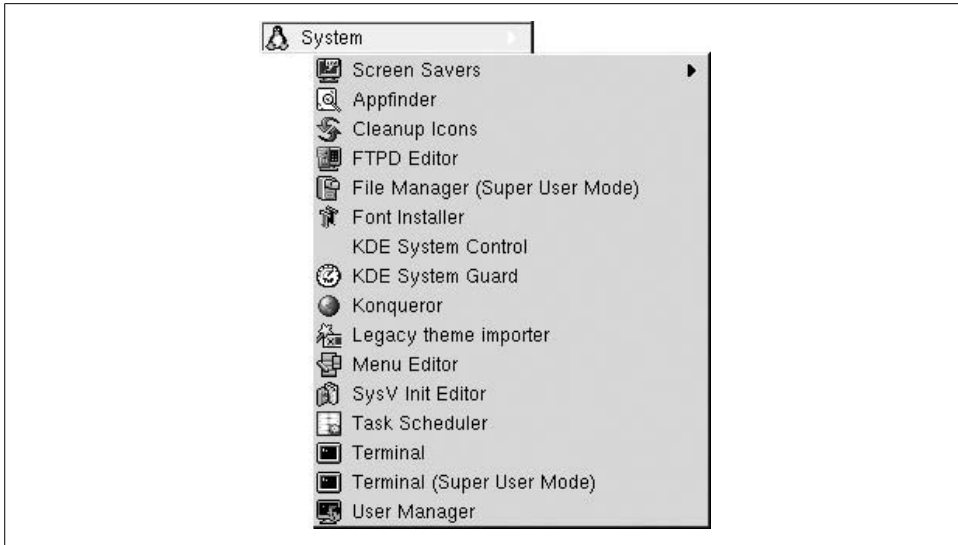 System
Screen Savers
Appfinder
Cleanup Icons
FTPD Editor
File Manager (Super User Mode)
Font Installer
KDE System Control
KDE System Guard
Konqueror
Legacy theme importer
Menu Editor
SysV Init Editor
Task Scheduler
Terminal
Terminal (Super User Mode)
User Manager